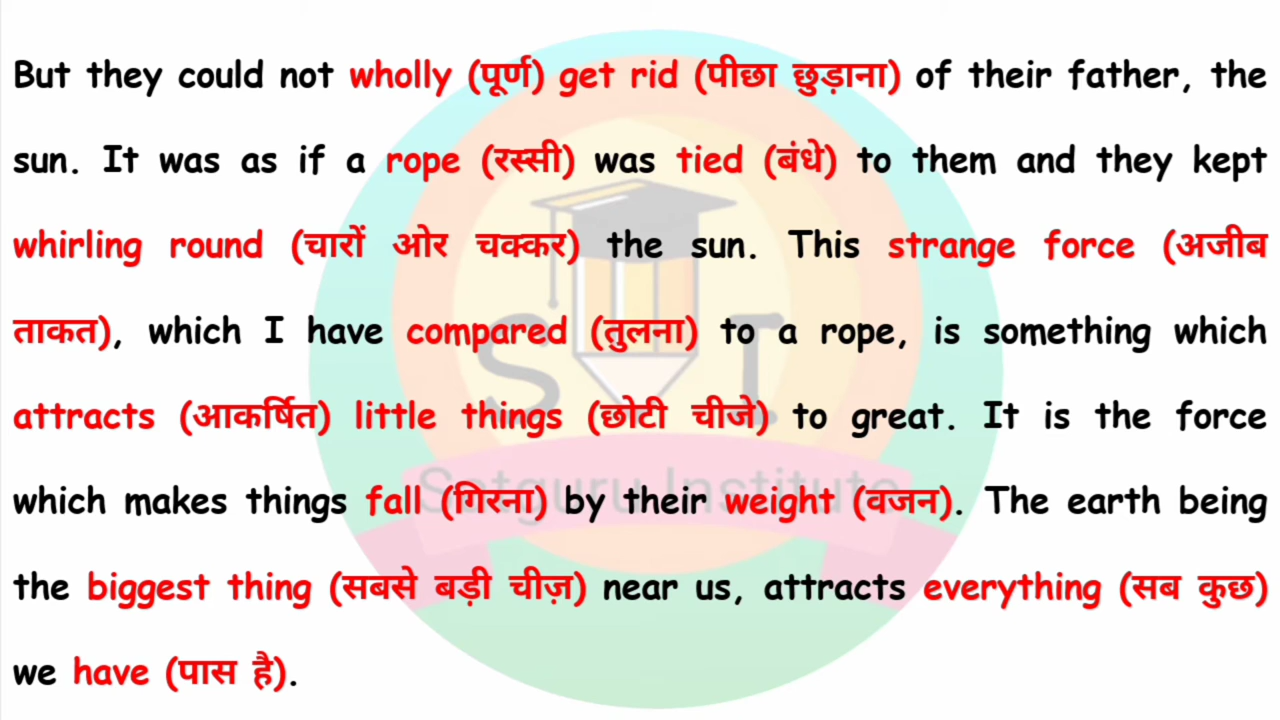 But they could not wholly (पूर्ण) get rid (पीछा छुड़ाना) of their father, the
sun. It was as if a rope (रस्सी) was tied (बंधे) to them and they kept
whirling round (चारों ओर चक्कर) the sun. This strange force (अजीब
ताकत), which I have compared (तुलना) to a rope, is something which
attracts (आकर्षित) little things (छोटी चीजे) to great. It is the force
which makes things fall (गिरना) by their weight (वजन). The earth being
the biggest thing (सबसे बड़ी चीज़) near us, attracts everything (सब कुछ)
we have (पास है).
S I
Satguru Institute